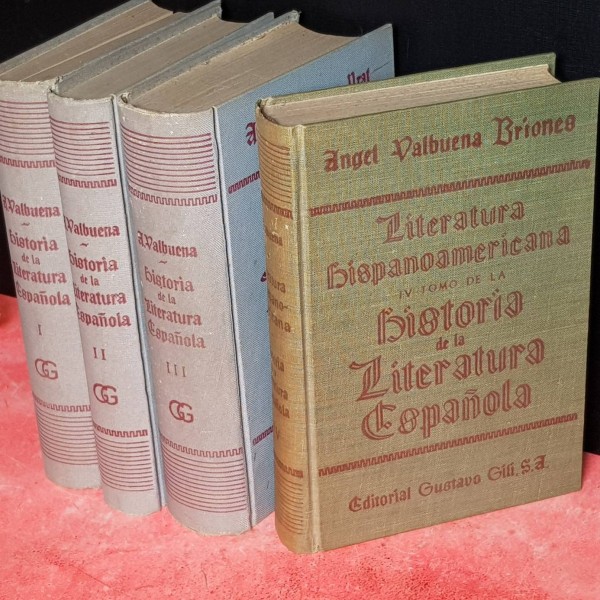 A. Valbuena
Historia
de la
Literatura
Española
I
GG
A. Valbuena
Historia
de la
Literatura
Española
II
GG
A. Valbuena
Historia
de la
Literatura
Española
III
GG
Angel Valbuena Briones
Literatura
hispanoamericana
IV TOMO DE LA
historia
de la
Literatura
Española
Editorial Gustavo Gili, S.A.